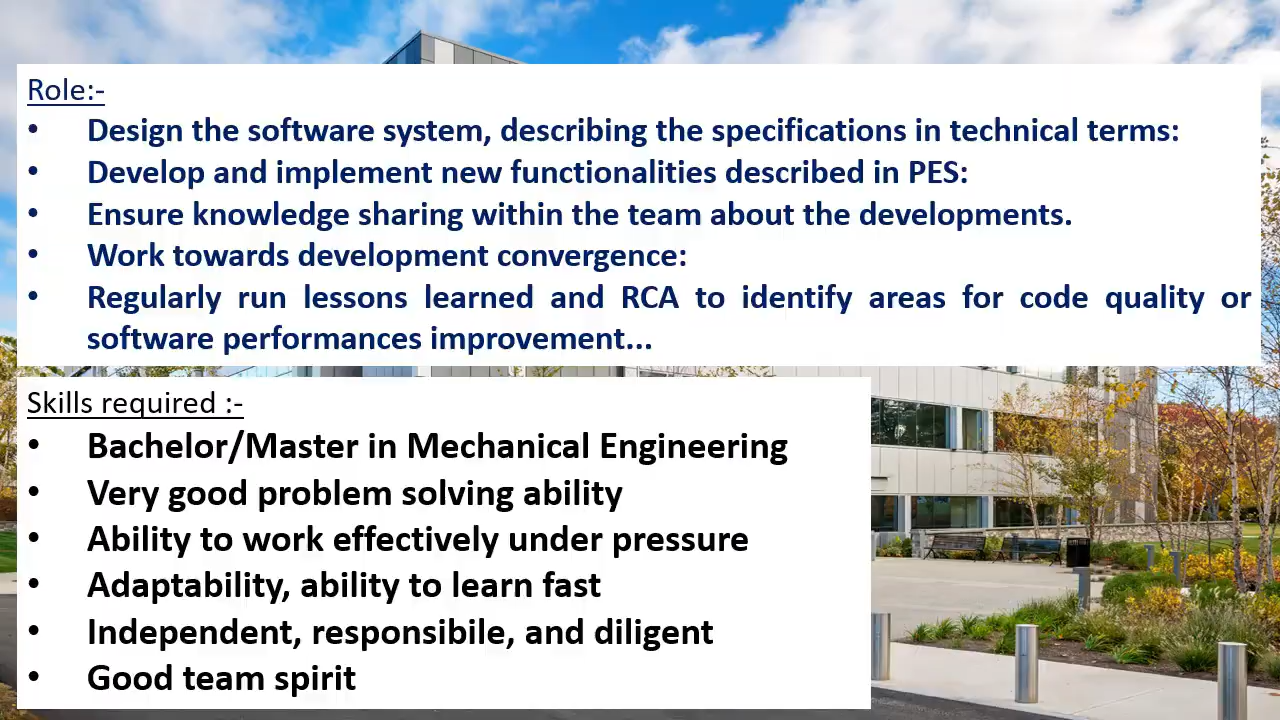 Role:-
• Design the software system, describing the specifications in technical terms:
• Develop and implement new functionalities described in PES:
• Ensure knowledge sharing within the team about the developments.
• Work towards development convergence:
• Regularly run lessons learned and RCA to identify areas for code quality or
software performances improvement...
Skills required :-
• Bachelor/Master in Mechanical Engineering
• Very good problem solving ability
• Ability to work effectively under pressure
• Adaptability, ability to learn fast
• Independent, responsibile, and diligent
• Good team spirit